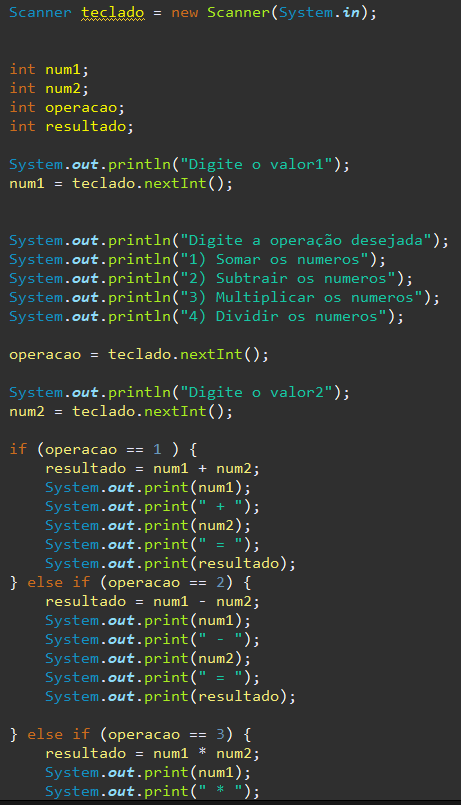 Scanner teclado = new Scanner(System.in);
int num1;
int num2;
int operacao;
int resultado;
System.out.println("Digite o valor1");
num1 = teclado.nextInt();
System.out.println("Digite a operação desejada");
System.out.println("1) Somar os numeros");
System.out.println("2) Subtrair os numeros");
System.out.println("3) Multiplicar os numeros");
System.out.println("4) Dividir os numeros");
operacao = teclado.nextInt();
System.out.println("Digite o valor2");
num2 = teclado.nextInt();
if (operacao == 1 ) {
    resultado = num1 + num2;
    System.out.print(num1);
    System.out.print(" + ");
    System.out.print(num2);
    System.out.print(" = ");
    System.out.print(resultado);
} else if (operacao == 2) {
    resultado = num1 - num2;
    System.out.print(num1);
    System.out.print(" - ");
    System.out.print(num2);
    System.out.print(" = ");
    System.out.print(resultado);
} else if (operacao == 3) {
    resultado = num1 * num2;
    System.out.print(num1);
    System.out.print(" * ");